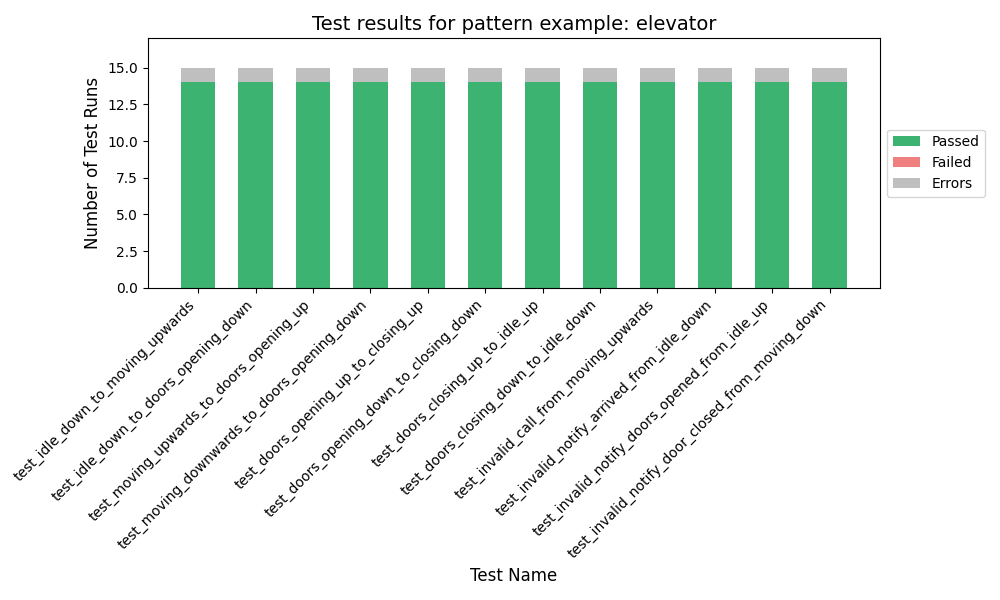 Test results for pattern example: elevator
Number of Test Runs
15.0
12.5
10.0
7.5
5.0
2.5
0.0
Passed
Failed
Errors
test_idle_down_to_moving_upwards
test_idle_down_to_doors_opening_down
test_moving_upwards_to_doors_opening_up
test_moving_downwards_to_doors_opening_down
test_doors_opening_up_to_closing_up
test_doors_opening_down_to_closing_down
test_doors_closing_up_to_idle_up
test_doors_closing_down_to_idle_down
test_invalid_call_from_moving_upwards
test_invalid_notify_arrived_from_idle_down
test_invalid_notify_doors_opened_from_idle_up
test_invalid_notify_door_closed_from_moving_down
Test Name